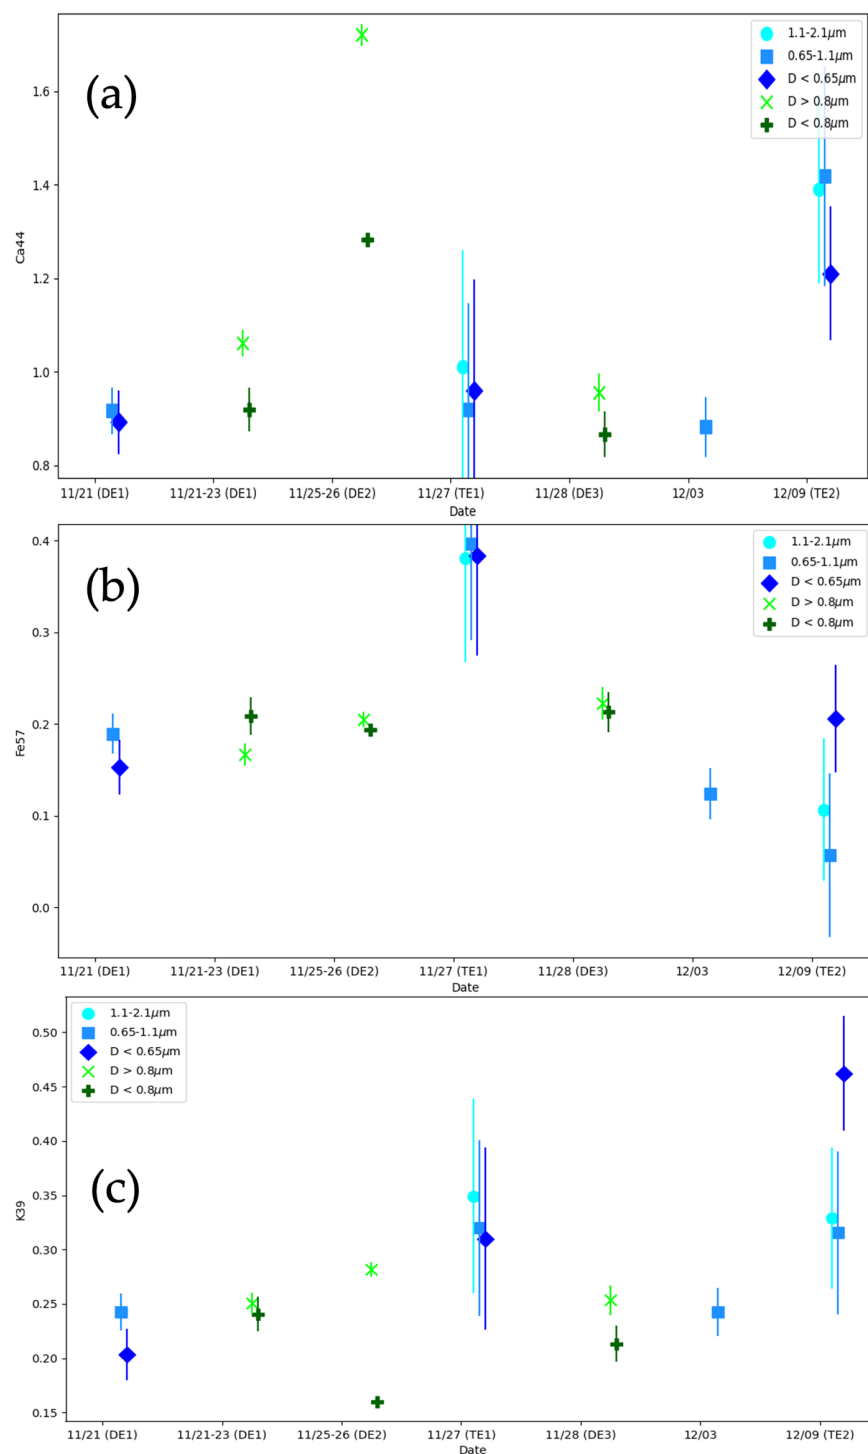 (a)
1.1-2.1μm
0.65-1.1μm
D < 0.65μm
D > 0.8μm
D < 0.8μm
1.6
1.4
1.2
1.0
0.8
Ca44
11/21 (DE1) 11/21-23 (DE1) 11/25-26 (DE2) 11/27 (TE1) 11/28 (DE3) 12/03 12/09 (TE2)
Date
(b)
1.1-2.1μm
0.65-1.1μm
D < 0.65μm
D > 0.8μm
D < 0.8μm
0.4
0.3
0.2
0.1
0.0
Fe57
11/21 (DE1) 11/21-23 (DE1) 11/25-26 (DE2) 11/27 (TE1) 11/28 (DE3) 12/03 12/09 (TE2)
Date
1.1-2.1μm
0.65-1.1μm
D < 0.65μm
D > 0.8μm
D < 0.8μm
(c)
0.50
0.45
0.40
0.35
0.30
0.25
0.20
0.15
K39
11/21 (DE1) 11/21-23 (DE1) 11/25-26 (DE2) 11/27 (TE1) 11/28 (DE3) 12/03 12/09 (TE2)
Date